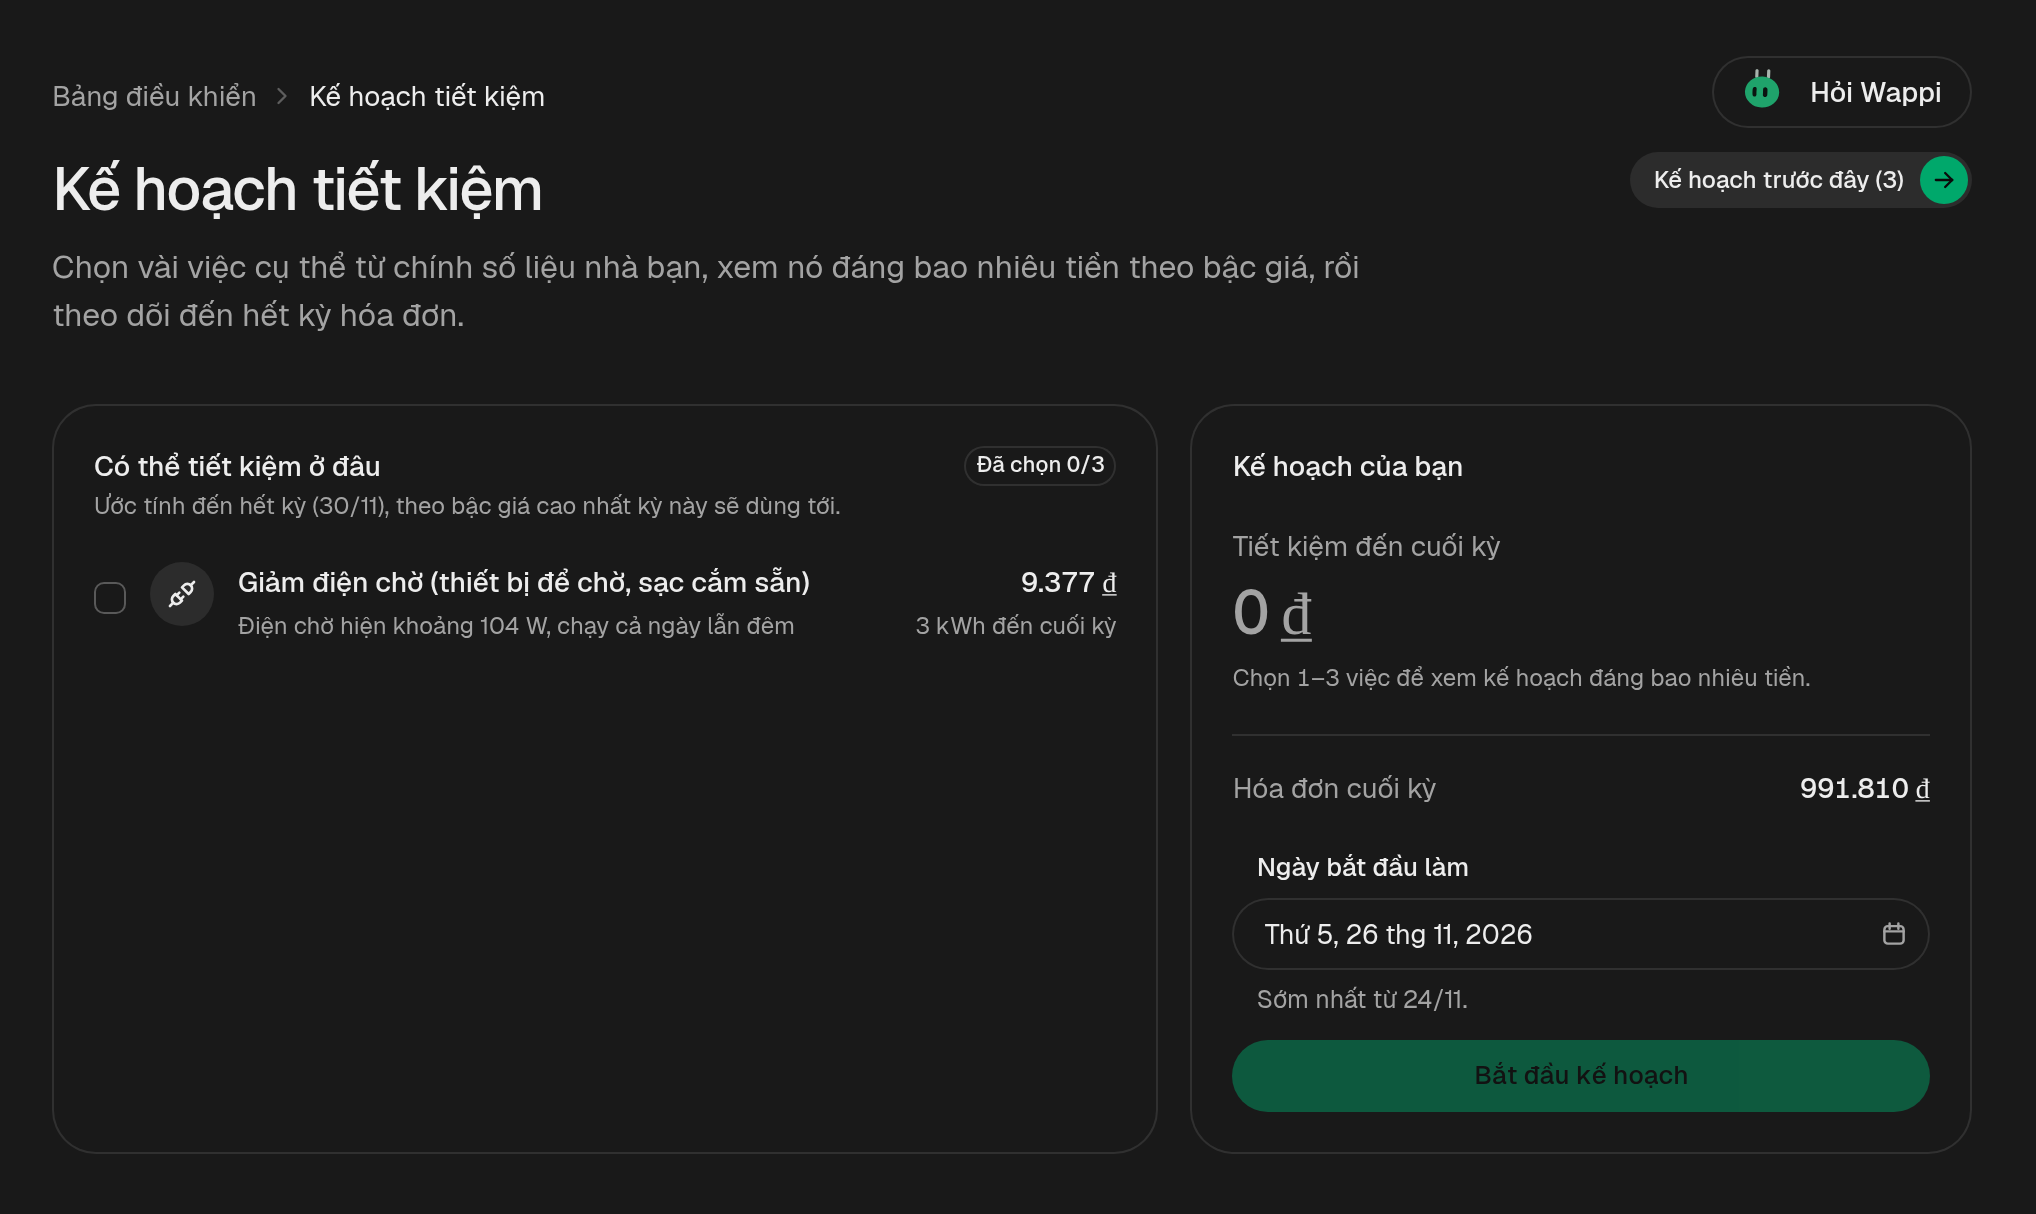 Bảng điều khiển > Kế hoạch tiết kiệm
Hỏi Wappi
Kế hoạch tiết kiệm
Kế hoạch trước đây (3)
Chọn vài việc cụ thể từ chính số liệu nhà bạn, xem nó đáng bao nhiêu tiền theo bậc giá, rồi
theo dõi đến hết kỳ hóa đơn.
Có thể tiết kiệm ở đâu
Đã chọn 0/3
Ước tính đến hết kỳ (30/11), theo bậc giá cao nhất kỳ này sẽ dùng tới.
Giảm điện chờ (thiết bị để chờ, sạc cắm sẵn)
9.377 ₫
Điện chờ hiện khoảng 104 W, chạy cả ngày lẫn đêm
3 kWh đến cuối kỳ
Kế hoạch của bạn
Tiết kiệm đến cuối kỳ
0 ₫
Chọn 1–3 việc để xem kế hoạch đáng bao nhiêu tiền.
Hóa đơn cuối kỳ
991.810 ₫
Ngày bắt đầu làm
Thứ 5, 26 thg 11, 2026
Sớm nhất từ 24/11.
Bắt đầu kế hoạch